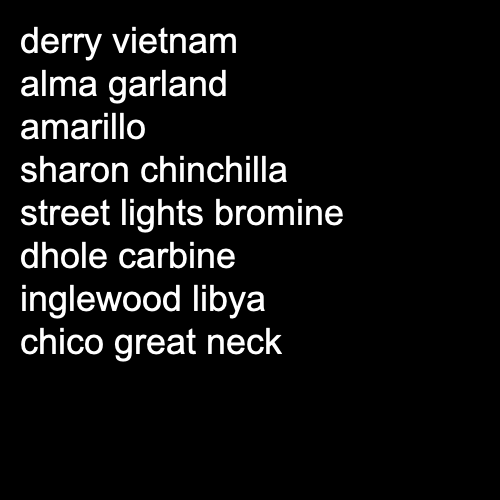 derry vietnam
alma garland
amarillo
sharon chinchilla
street lights bromine
dhole carbine
inglewood libya
chico great neck